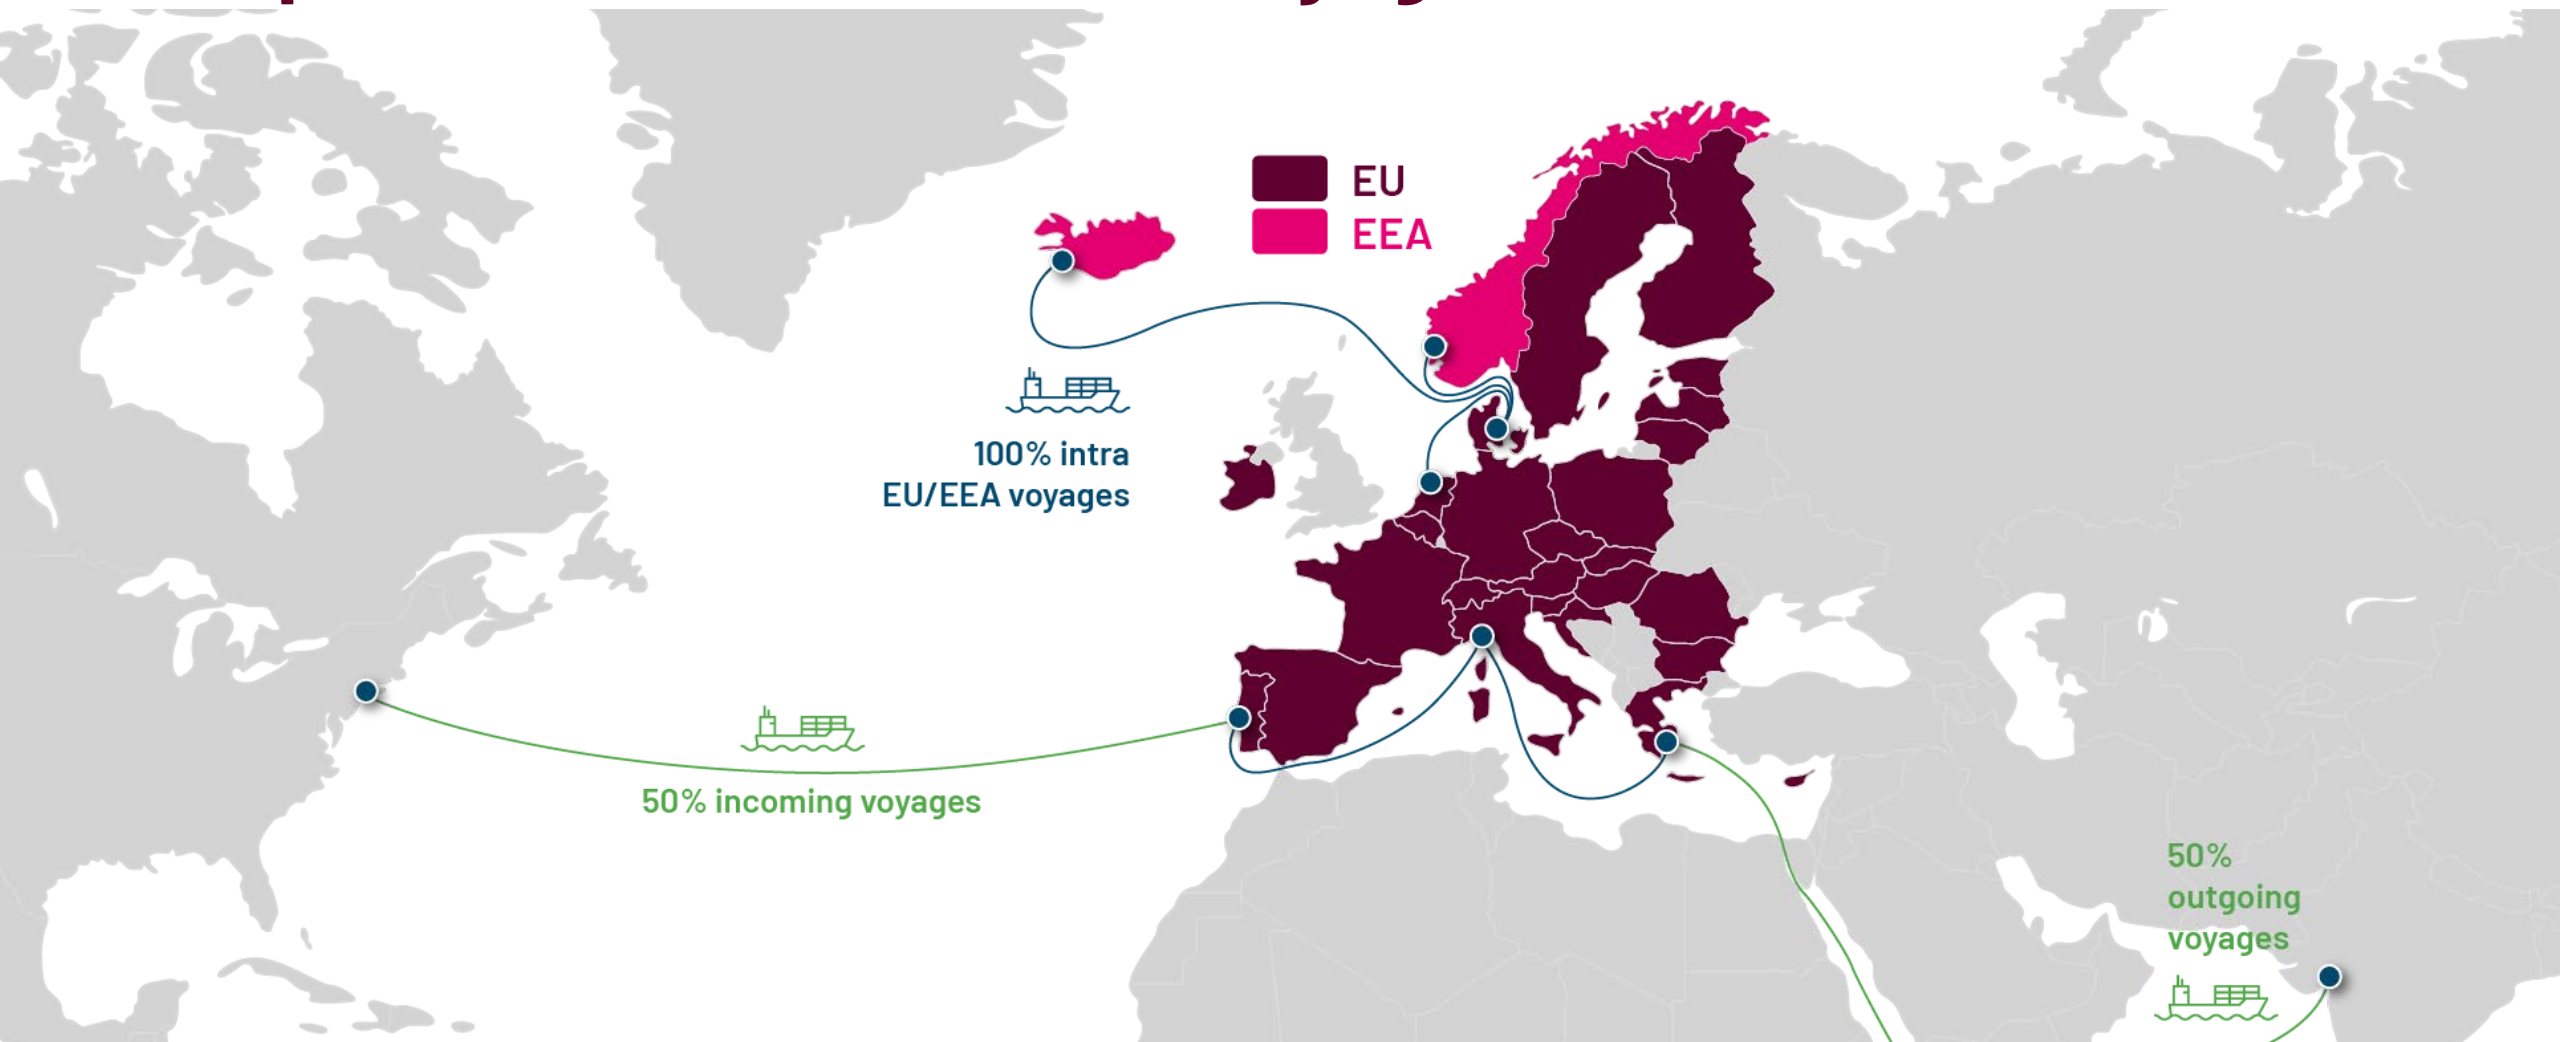 EU
EEA
100% intra
EU/EEA voyages
50% incoming voyages
50%
outgoing
voyages